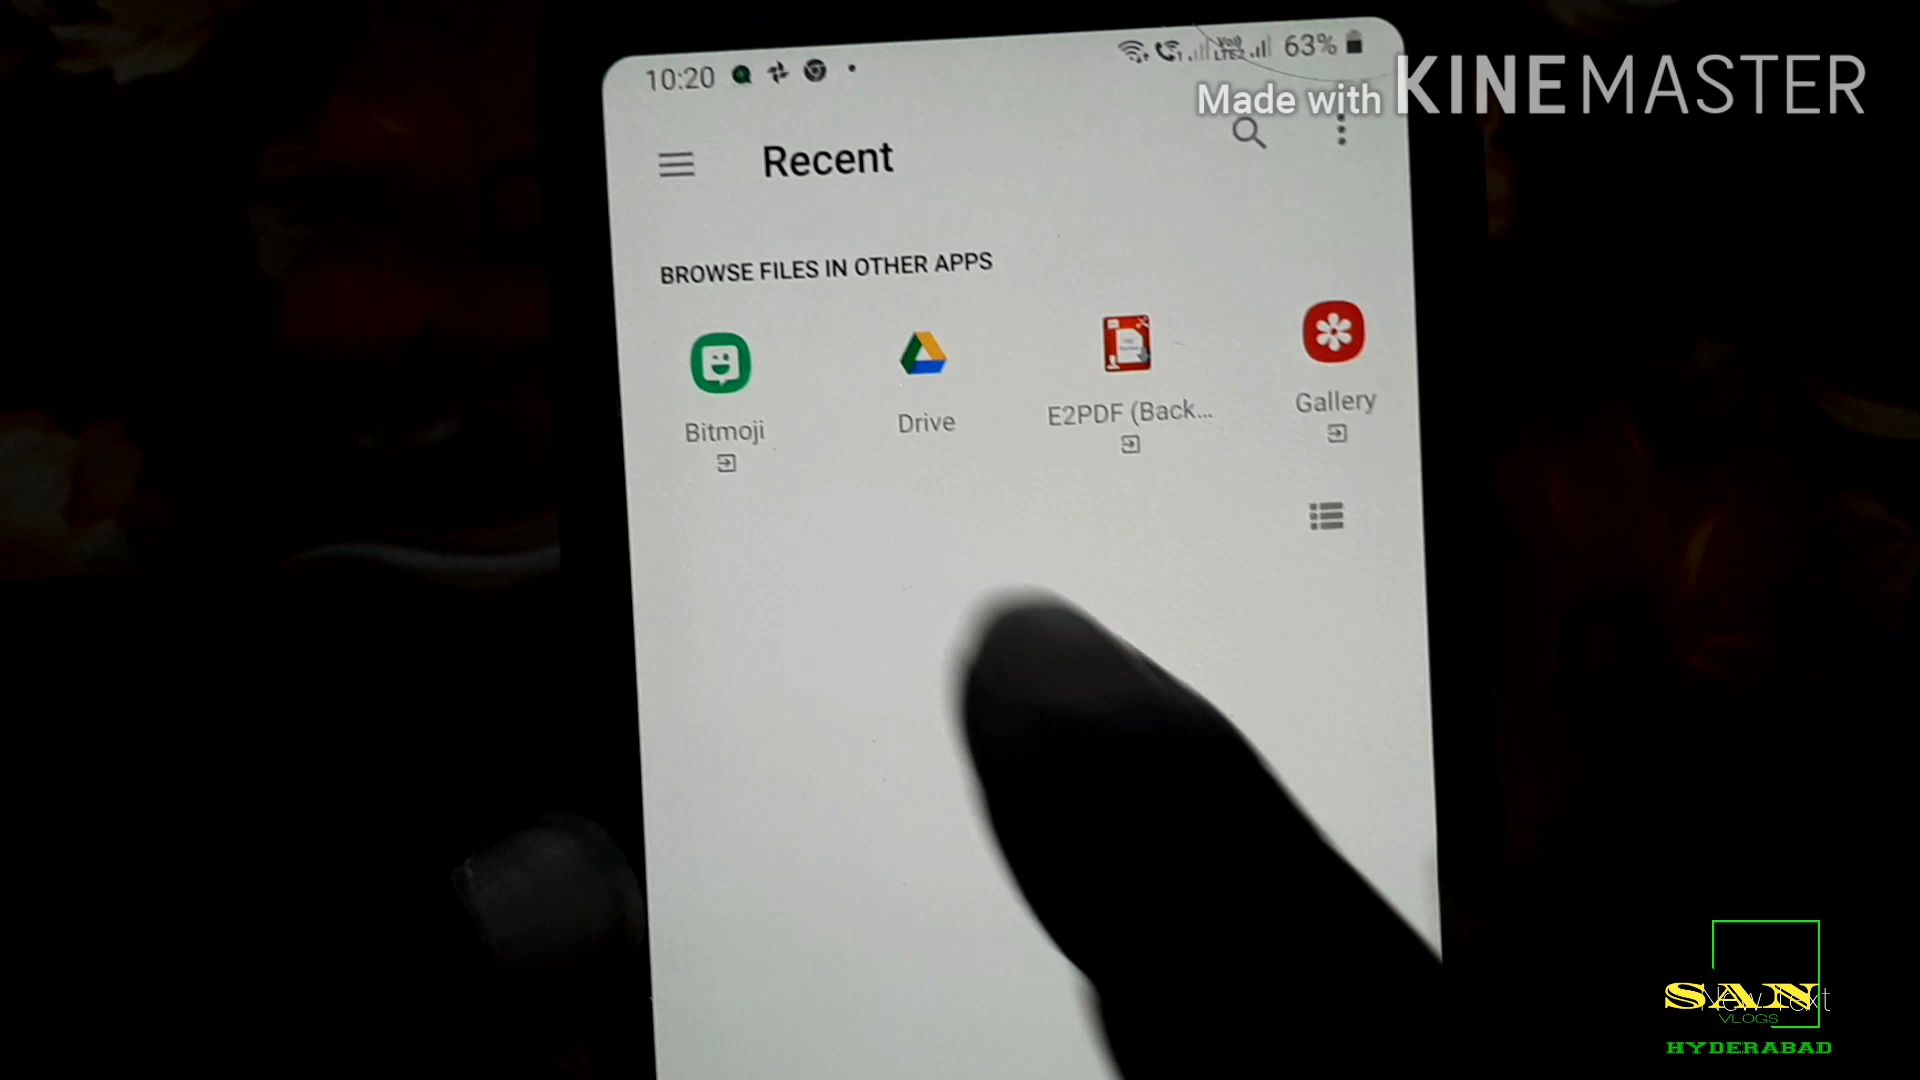 10:20
63%
Made with KINEMASTER
Recent
BROWSE FILES IN OTHER APPS
Bitmoji
Drive
E2PDF (Back...
Gallery
SAN
VLOGS
HYDERABAD